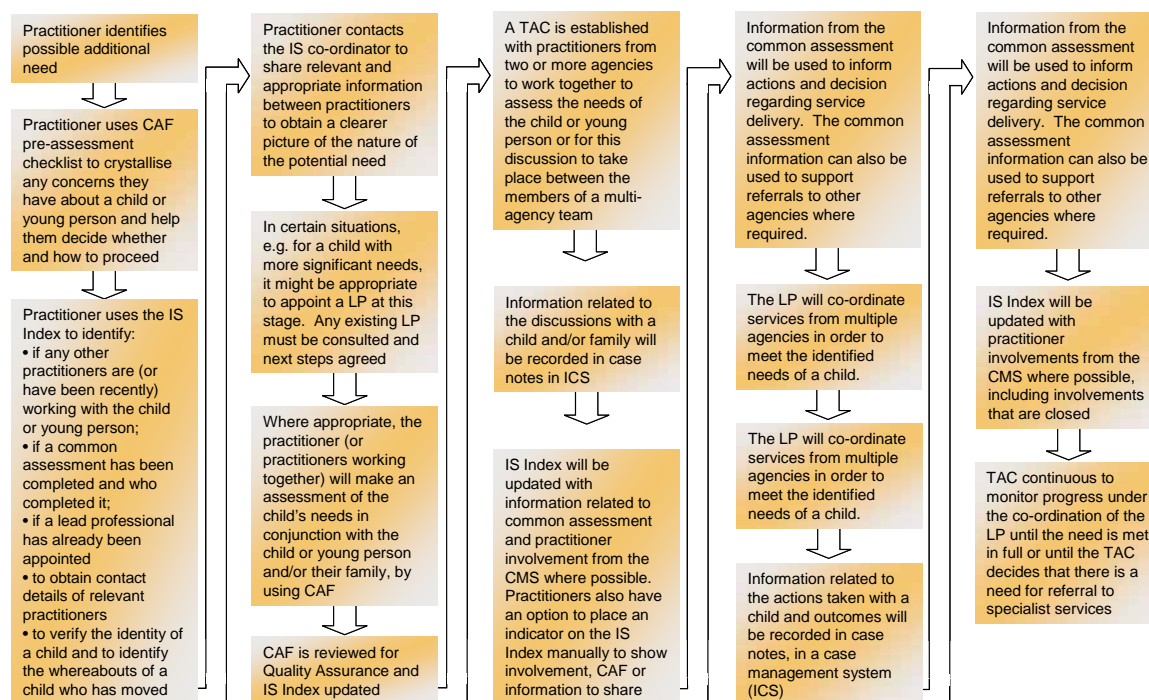 Practitioner identifies
possible additional
need
Practitioner uses CAF
pre-assessment
checklist to crystallise
any concerns they
have about a child or
young person and help
them decide whether
and how to proceed
Practitioner uses the IS
Index to identify:
• if any other
practitioners are (or
have been recently)
working with the child
or young person;
• if a common
assessment has been
completed and who
completed it;
• if a lead professional
has already been
appointed
• to obtain contact
details of relevant
practitioners
• to verify the identity of
a child and to identify
the whereabouts of a
child who has moved
Practitioner contacts
the IS co-ordinator to
share relevant and
appropriate information
between practitioners
to obtain a clearer
picture of the nature of
the potential need
In certain situations,
e.g. for a child with
more significant needs,
it might be appropriate
to appoint a LP at this
stage. Any existing LP
must be consulted and
next steps agreed
Where appropriate, the
practitioner (or
practitioners working
together) will make an
assessment of the
child's needs in
conjunction with the
child or young person
and/or their family, by
using CAF
CAF is reviewed for
Quality Assurance and
IS Index updated
A TAC is established
with practitioners from
two or more agencies
to work together to
assess the needs of
the child or young
person or for this
discussion to take
place between the
members of a multi-
agency team
Information related to
the discussions with a
child and/or family will
be recorded in case
notes in ICS
IS Index will be
updated with
information related to
common assessment
and practitioner
involvement from the
CMS where possible.
Practitioners also have
an option to place an
indicator on the IS
Index manually to show
involvement, CAF or
information to share
Information from the
common assessment
will be used to inform
actions and decision
regarding service
delivery. The common
assessment
information can also be
used to support
referrals to other
agencies where
required.
The LP will co-ordinate
services from multiple
agencies in order to
meet the identified
needs of a child.
The LP will co-ordinate
services from multiple
agencies in order to
meet the identified
needs of a child.
Information related to
the actions taken with a
child and outcomes will
be recorded in case
notes, in a case
management system
(ICS)
Information from the
common assessment
will be used to inform
actions and decision
regarding service
delivery. The common
assessment
information can also be
used to support
referrals to other
agencies where
required.
IS Index will be
updated with
practitioner
involvements from the
CMS where possible,
including involvements
that are closed
TAC continuous to
monitor progress under
the co-ordination of the
LP until the need is met
in full or until the TAC
decides that there is a
need for referral to
specialist services